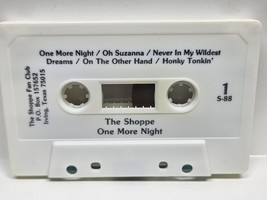 One More Night / Oh Suzanna / Never In My Wildest
Dreams / On The Other Hand / Honky Tonkin'
The Shoppe Fan Club
P.O. Box 157652
Irving, Texas 75015
1
S-88
The Shoppe
One More Night